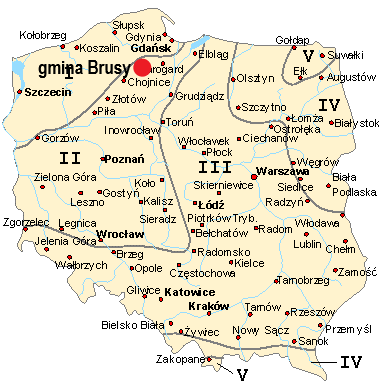 Kołobrzeg
Słupsk
Koszalin
Gdynia
Gdańsk
Elbląg
Gołdap
Suwałki
V
gmina Brusy
I
Chojnice
Ełk
Augustów
Olsztyn
Szczecin
Złotów
Grudziądz
Szczytno
IV
Piła
Łomża
Inowrocław
Toruń
Ostrołęka
Białystok
Gorzów
Włocławek
Ciechanów
II
Poznań
Płock
III
Węgrów
Warszawa
Zielona Góra
Koło
Skierniewice
Siedlce
Biała
Podlaska
Gostyń
Leszno
Kalisz
Łódź
Radzyń
Sieradz
Zgorzelec
Legnica
Piotrków Tryb.
Włodawa
Wrocław
Bełchatów
Radom
Jelenia Góra
Lublin
Chełm
Brzeg
Radomsko
Wałbrzych
Opole
Kielce
Częstochowa
Zamość
Tarnobrzeg
Gliwice
Katowice
Kraków
Tarnów
Rzeszów
Bielsko Biała
Żywiec
Nowy Sącz
Przemyśl
Sanok
Zakopane
IV
V